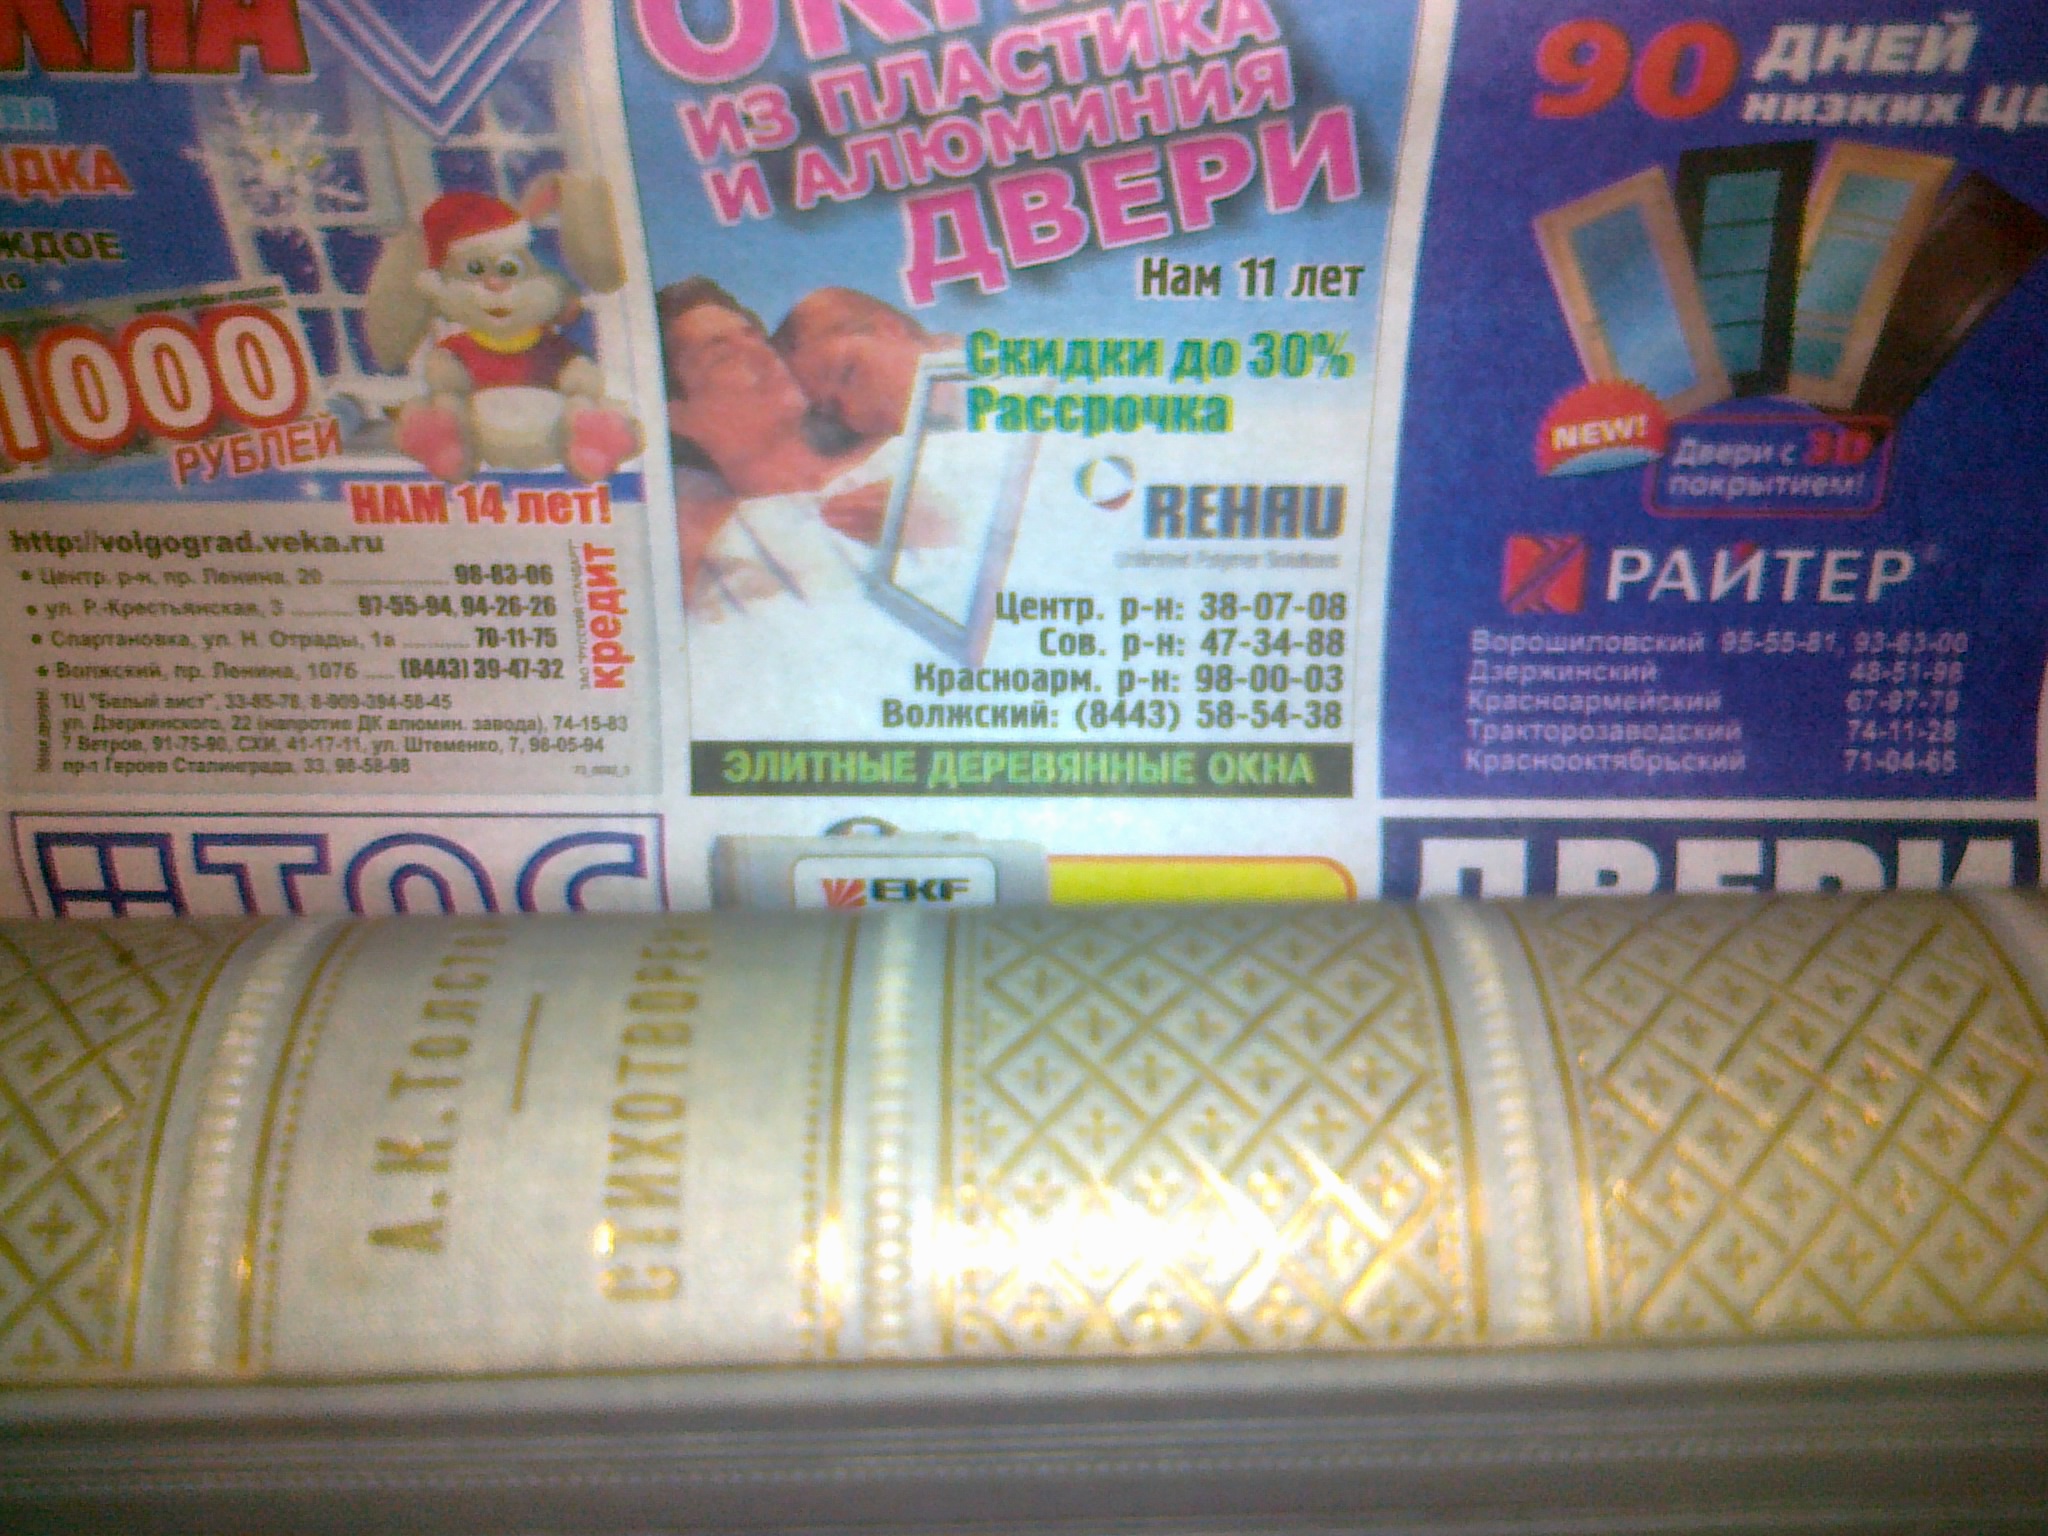 СКИДКА
1000
РУБЛЕЙ
НАМ 14 лет!
http://volgograd.veka.ru
Центр. р-н, пр. Ленина, 20 98-83-06
ул. Р.-Крестьянская, 3 97-55-94, 94-26-26
Спартановка, ул. Н. Отрады, 1а 70-11-75
Волжский, пр. Ленина, 107б (8443) 39-47-32
кредит
ТЦ "Белый аист", 33-85-78, 8-909-394-58-45
ул. Дзержинского, 22 (напротив ДК алюмин. завода), 74-15-83
7 Ветров, 91-75-90, СХИ, 41-17-11, ул. Штеменко, 7, 98-05-94
пр-т Героев Сталинграда, 33, 98-58-98
ИЗ ПЛАСТИКА
И АЛЮМИНИЯ
ДВЕРИ
Нам 11 лет
Скидки до 30%
Рассрочка
REHAU
Unlimited Polymer Solutions
Центр. р-н: 38-07-08
Сов. р-н: 47-34-88
Красноарм. р-н: 98-00-03
Волжский: (8443) 58-54-38
ЭЛИТНЫЕ ДЕРЕВЯННЫЕ ОКНА
90 ДНЕЙ
низких ЦЕ
NEW!
Двери с 3D
покрытием!
РАЙТЕР
Ворошиловский 95-55-81, 93-63-00
Дзержинский 48-51-98
Красноармейский 67-97-79
Тракторозаводский 74-11-28
Краснооктябрьский 71-04-65
ТОС
EKF
ДВЕРИ
А.К.Толсто
Стихотворен